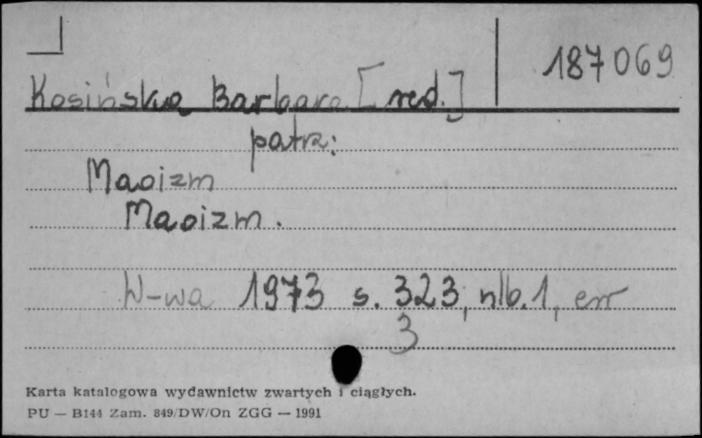 187069
Kosińska Barbara [red.]
patrz:
Maoizm
Maoizm.
W-wa 1973 s. 323, nlb. 1, err
3
Karta katalogowa wydawnictw zwartych i ciągłych.
PU — B144 Zam. 849/DW/On ZGG — 1991